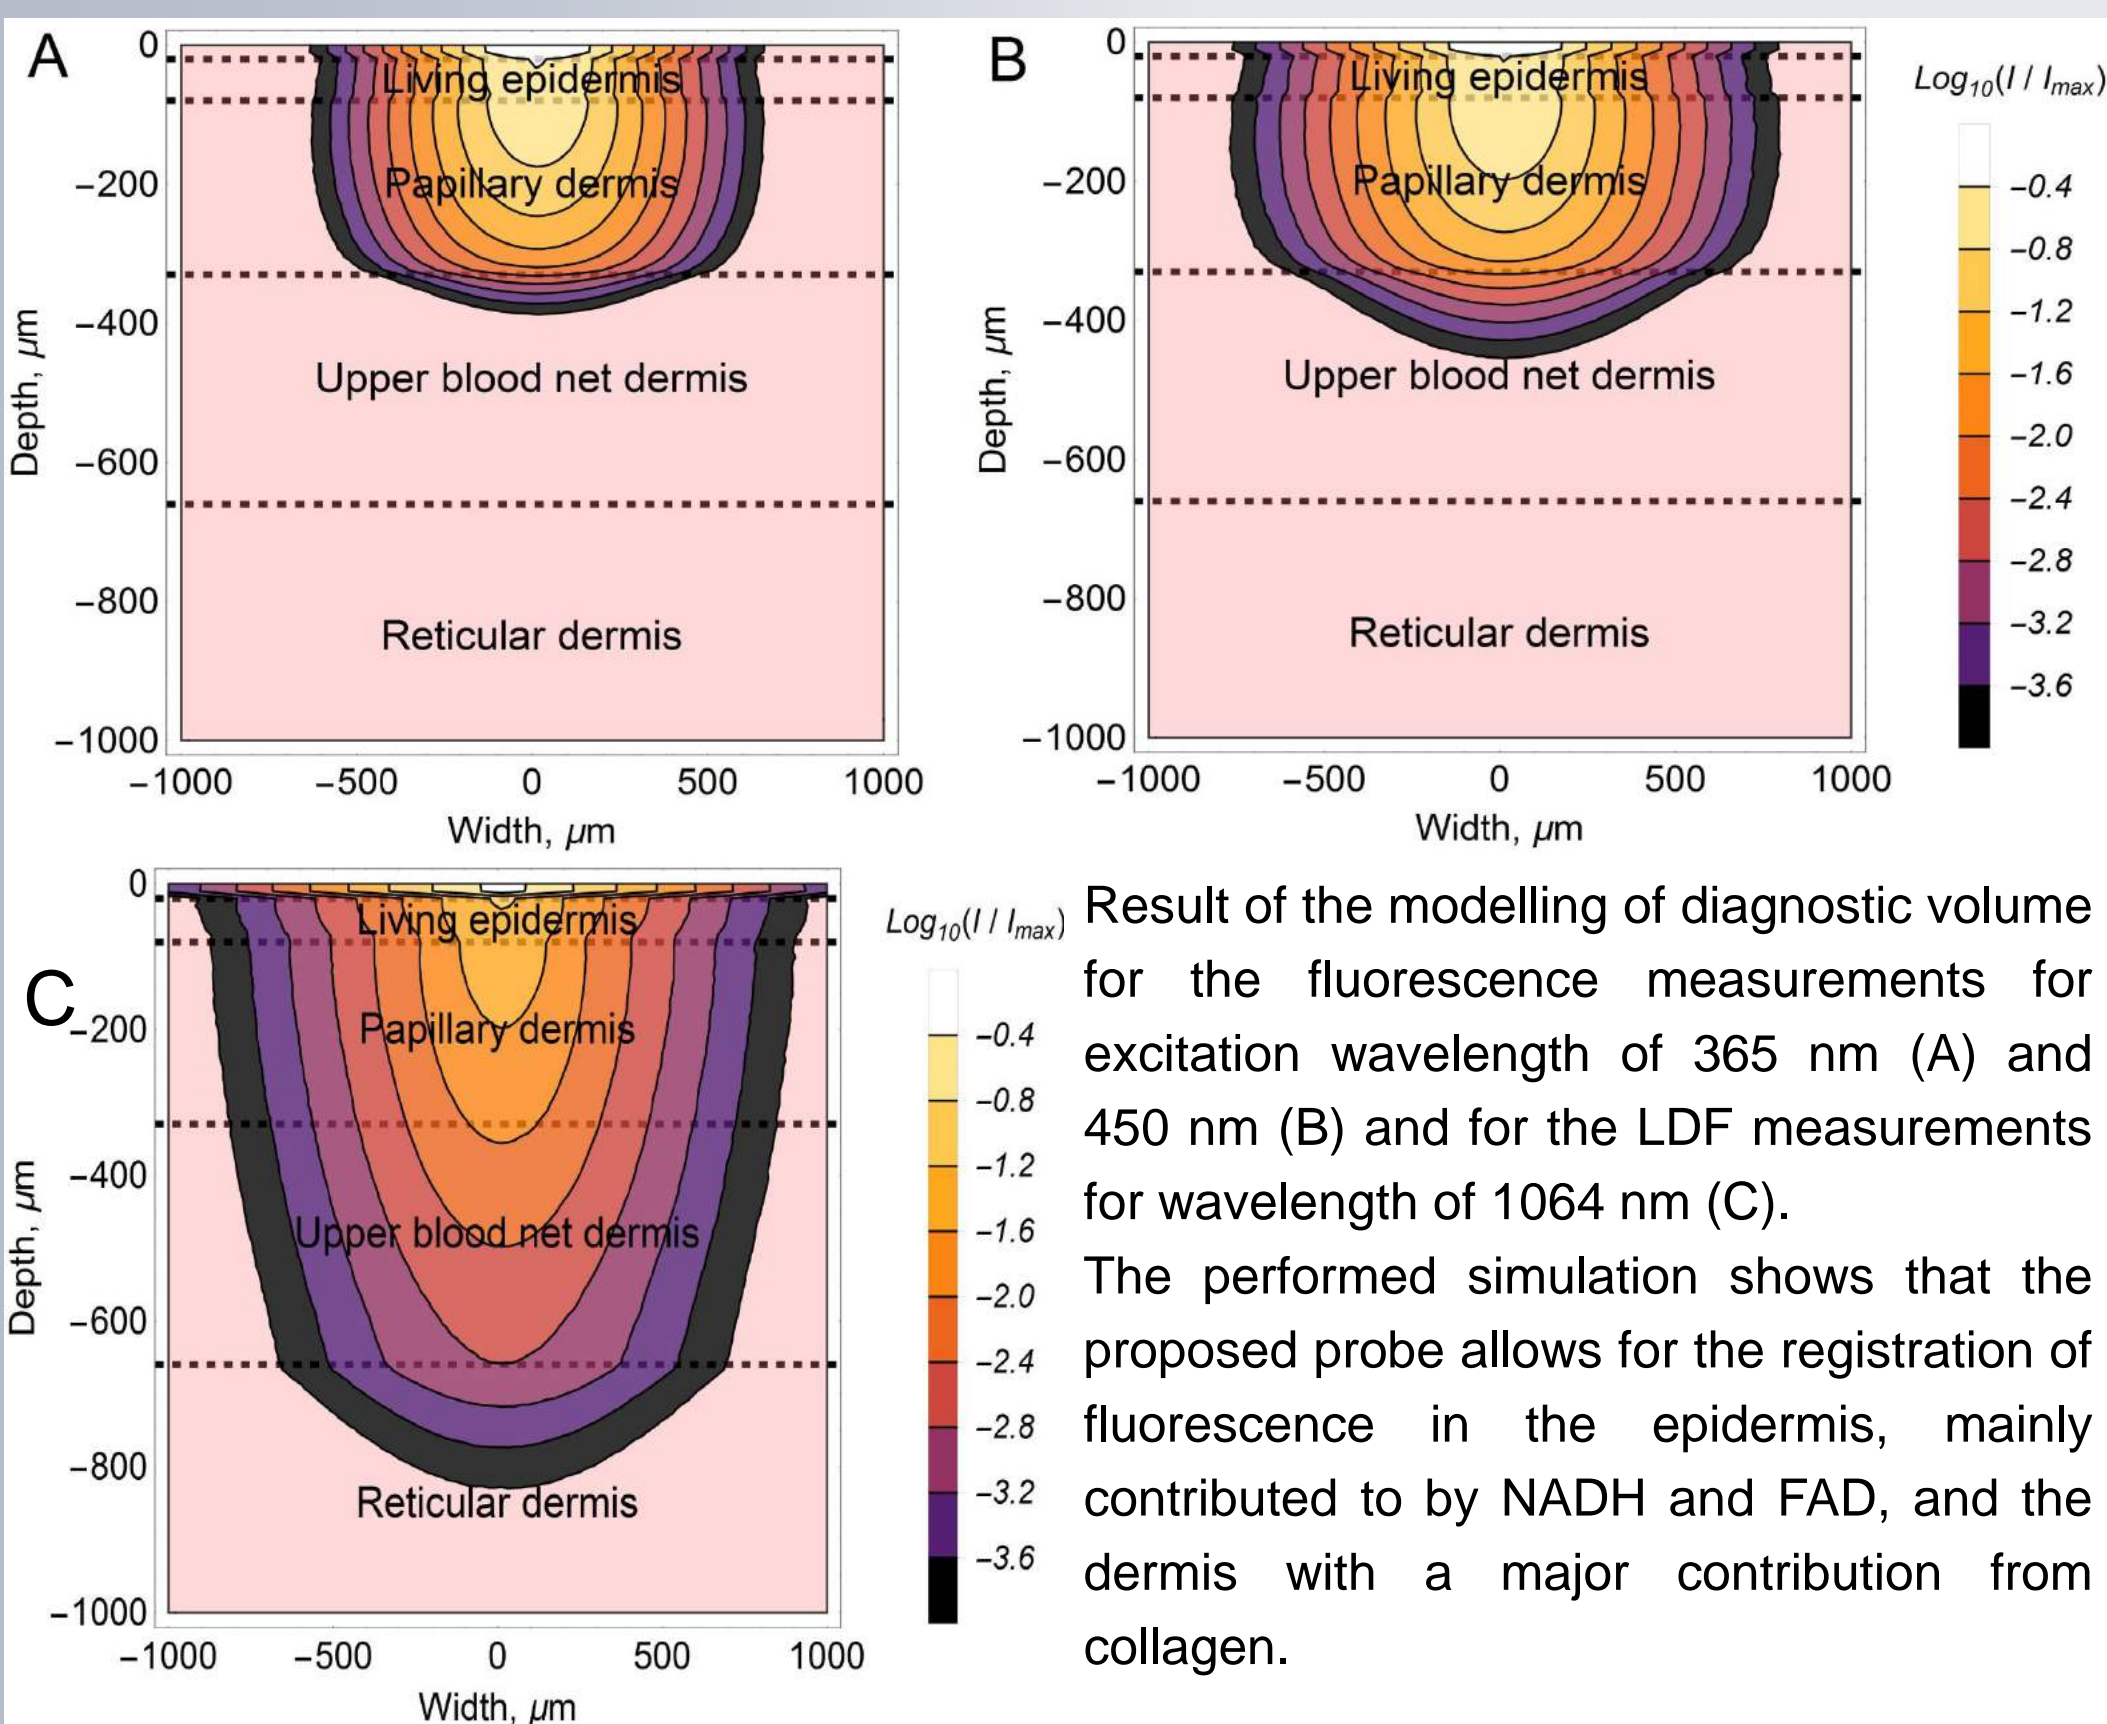 A
0
−200
−400
−600
−800
−1000
Depth, μm
Living epidermis
Papillary dermis
Upper blood net dermis
Reticular dermis
−1000 −500 0 500 1000
Width, μm
B
0
−200
−400
−600
−800
−1000
Depth, μm
Living epidermis
Papillary dermis
Upper blood net dermis
Reticular dermis
−1000 −500 0 500 1000
Width, μm
Log10(I / Imax)
−0.4
−0.8
−1.2
−1.6
−2.0
−2.4
−2.8
−3.2
−3.6
C
0
−200
−400
−600
−800
−1000
Depth, μm
Living epidermis
Papillary dermis
Upper blood net dermis
Reticular dermis
−1000 −500 0 500 1000
Width, μm
Log10(I / Imax)
−0.4
−0.8
−1.2
−1.6
−2.0
−2.4
−2.8
−3.2
−3.6
Result of the modelling of diagnostic volume
for the fluorescence measurements for
excitation wavelength of 365 nm (A) and
450 nm (B) and for the LDF measurements
for wavelength of 1064 nm (C).
The performed simulation shows that the
proposed probe allows for the registration of
fluorescence in the epidermis, mainly
contributed to by NADH and FAD, and the
dermis with a major contribution from
collagen.